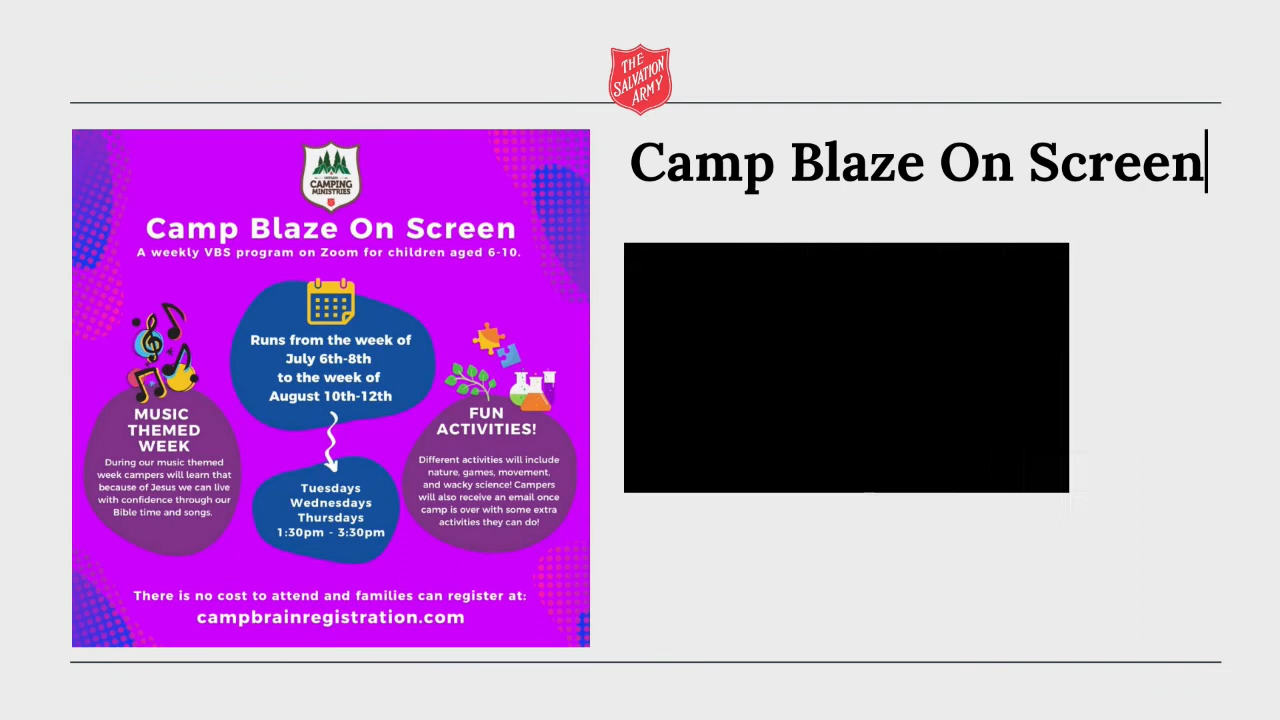 THE
SALVATION
ARMY
Camp Blaze On Screen
CAMPING
MINISTRIES
Camp Blaze On Screen
A weekly VBS program on Zoom for children aged 6-10.
Runs from the week of
July 6th-8th
to the week of
August 10th-12th
MUSIC
THEMED
WEEK
During our music themed
week campers will learn that
because of Jesus we can live
with confidence through our
Bible time and songs.
FUN
ACTIVITIES!
Different activities will include
nature, games, movement,
and wacky science! Campers
will also receive an email once
camp is over with some extra
activities they can do!
Tuesdays
Wednesdays
Thursdays
1:30pm - 3:30pm
There is no cost to attend and families can register at:
campbrainregistration.com